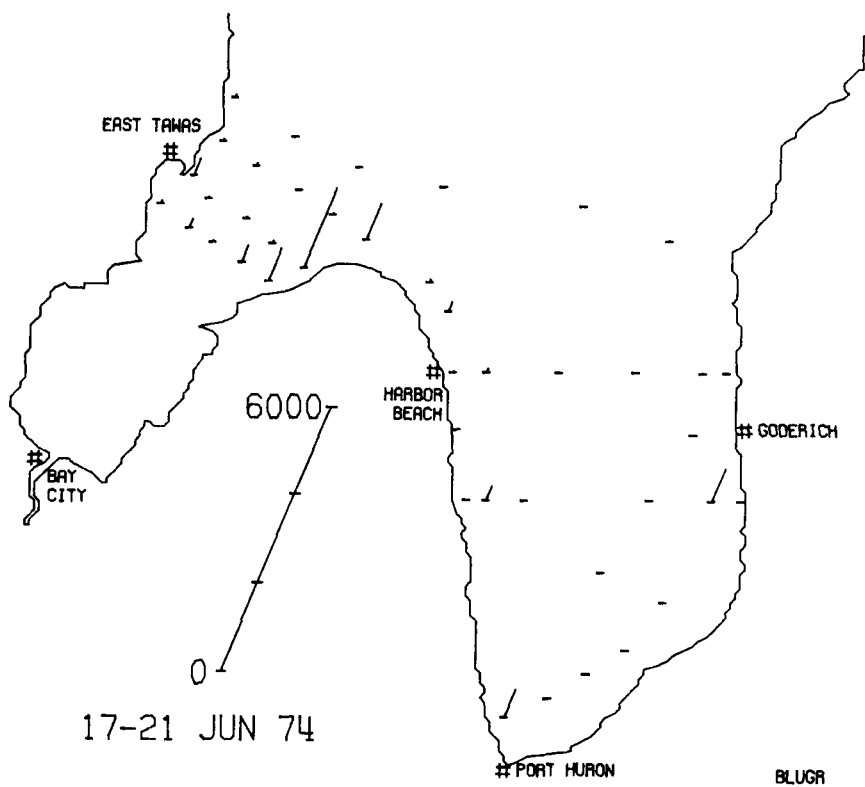 EAST TAWAS
6000
HARBOR
BEACH
GODERICH
BAY
CITY
0
17-21 JUN 74
PORT HURON
BLUGR